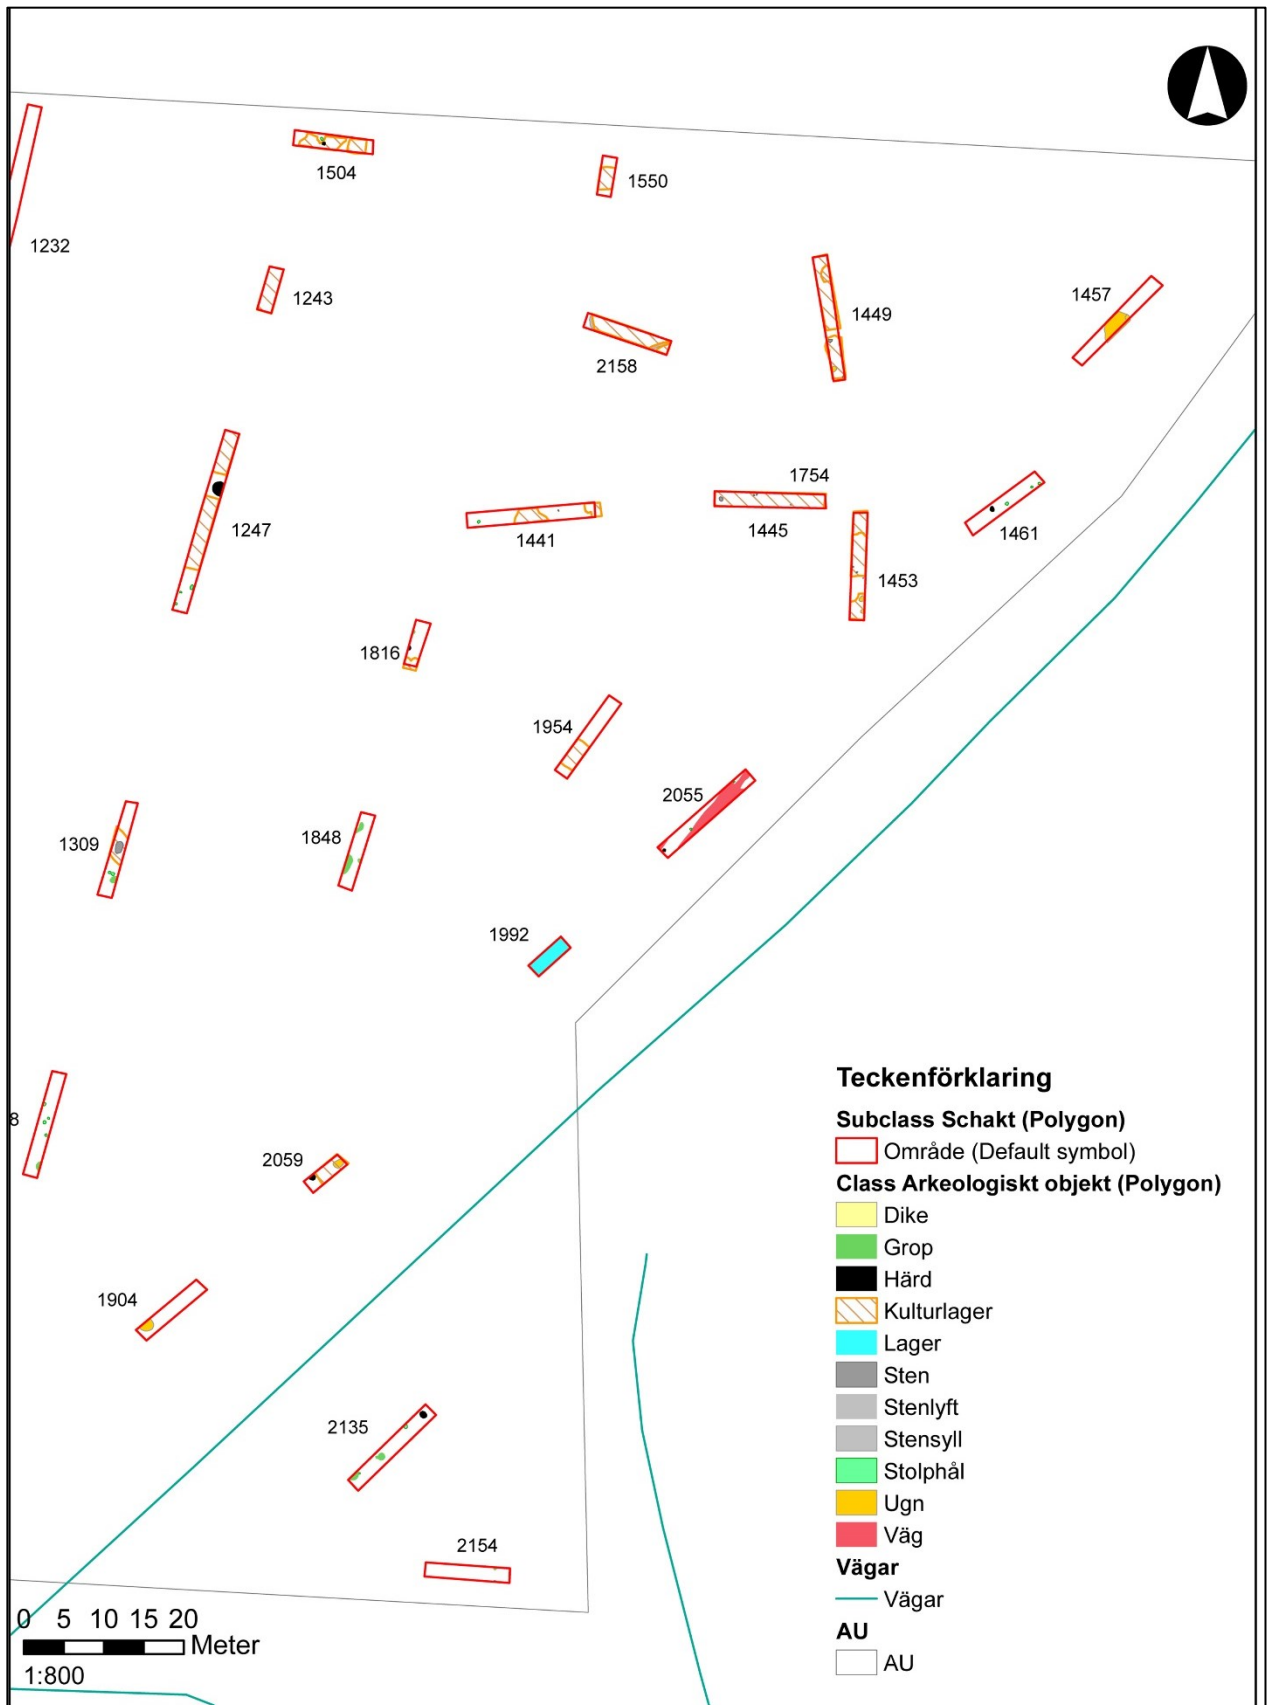 1504
1550
1232
1243
1449
1457
2158
1247
1441
1754
1445
1461
1453
1816
1954
2055
1309
1848
1992
8
2059
1904
2135
2154
Teckenförklaring
Subclass Schakt (Polygon)
Område (Default symbol)
Class Arkeologiskt objekt (Polygon)
Dike
Grop
Härd
Kulturlager
Lager
Sten
Stenlyft
Stensyll
Stolphål
Ugn
Väg
Vägar
Vägar
AU
AU
0 5 10 15 20
Meter
1:800